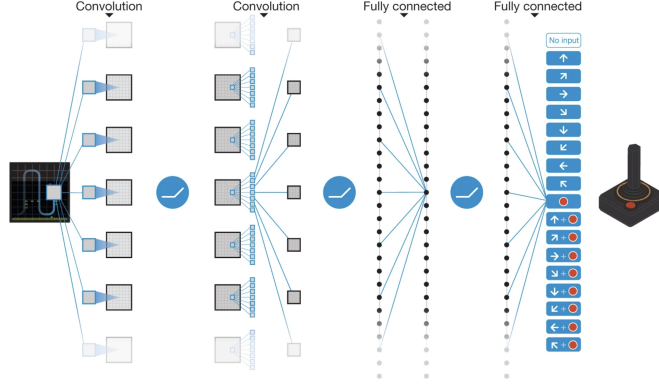 Convolution
Convolution
Fully connected
Fully connected
No input
+
+
+
+
+
+
+
+